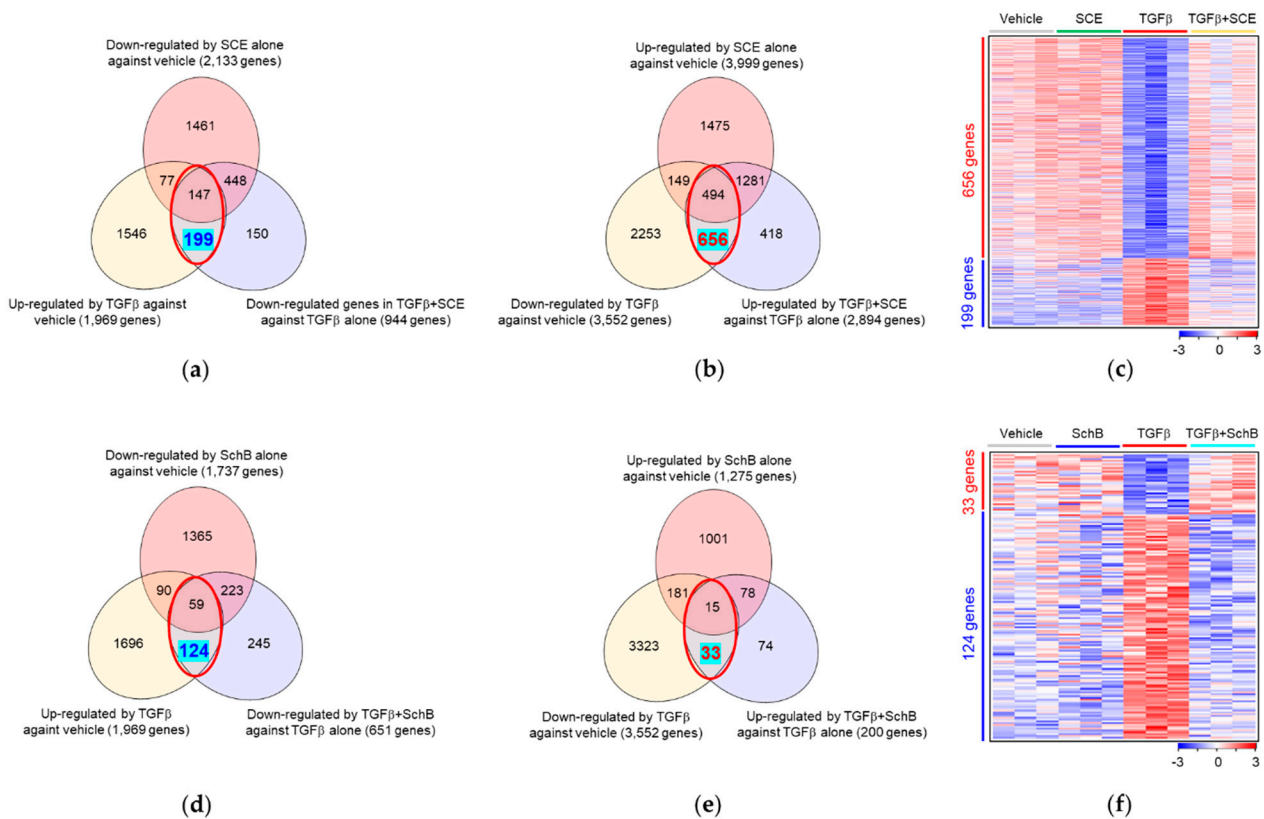 Down-regulated by SCE alone
against vehicle (2,133 genes)
1461
77
448
147
1546
199
150
Up-regulated by TGFβ against
vehicle (1,969 genes)
Down-regulated genes in TGFβ+SCE
against TGFβ alone (944 genes)
(a)
Up-regulated by SCE alone
against vehicle (3,999 genes)
1475
149
1281
494
2253
656
418
Down-regulated by TGFβ
against vehicle (3,552 genes)
Up-regulated by TGFβ+SCE
against TGFβ alone (2,894 genes)
(b)
Vehicle SCE TGFβ TGFβ+SCE
656 genes
199 genes
-3 0 3
(c)
Down-regulated by SchB alone
against vehicle (1,737 genes)
1365
90
223
59
1696
124
245
Up-regulated by TGFβ
againt vehicle (1,969 genes)
Down-regulated by TGFβ+SchB
against TGFβ alone (651 genes)
(d)
Up-regulated by SchB alone
against vehicle (1,275 genes)
1001
181
78
15
3323
33
74
Down-regulated by TGFβ
against vehicle (3,552 genes)
Up-regulated by TGFβ+SchB
against TGFβ alone (200 genes)
(e)
Vehicle SchB TGFβ TGFβ+SchB
33 genes
124 genes
-3 0 3
(f)